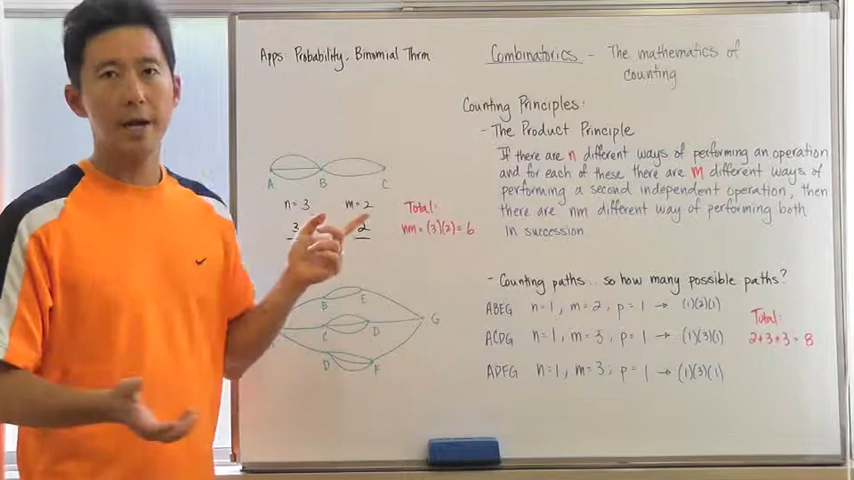 Apps Probability, Binomial Thrm
Combinatorics - The mathematics of
counting
Counting Principles:
- The Product Principle
If there are n different ways of performing an operation
and for each of these there are m different ways of
performing a second independent operation, then
there are nm different way of performing both
in succession
A B C
n = 3 m = 2
3 2
Total:
nm = (3)(2) = 6
- Counting paths... so how many possible paths?
ABEG n = 1, m = 2, p = 1 → (1)(2)(1)
ACDG n = 1, m = 3, p = 1 → (1)(3)(1)
ADFG n = 1, m = 3, p = 1 → (1)(3)(1)
Total:
2+3+3 = 8
B E
C D G
D F